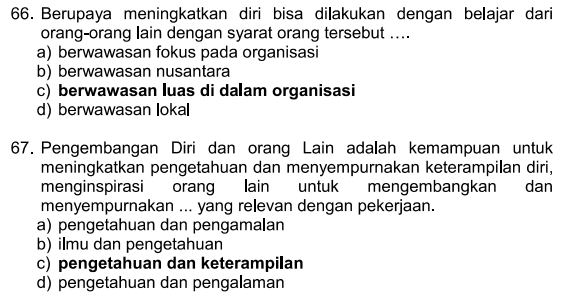 66. Berupaya meningkatkan diri bisa dilakukan dengan belajar dari
orang-orang lain dengan syarat orang tersebut ....
a) berwawasan fokus pada organisasi
b) berwawasan nusantara
c) berwawasan luas di dalam organisasi
d) berwawasan lokal
67. Pengembangan Diri dan orang Lain adalah kemampuan untuk
meningkatkan pengetahuan dan menyempurnakan keterampilan diri,
menginspirasi orang lain untuk mengembangkan dan
menyempurnakan ... yang relevan dengan pekerjaan.
a) pengetahuan dan pengamalan
b) ilmu dan pengetahuan
c) pengetahuan dan keterampilan
d) pengetahuan dan pengalaman